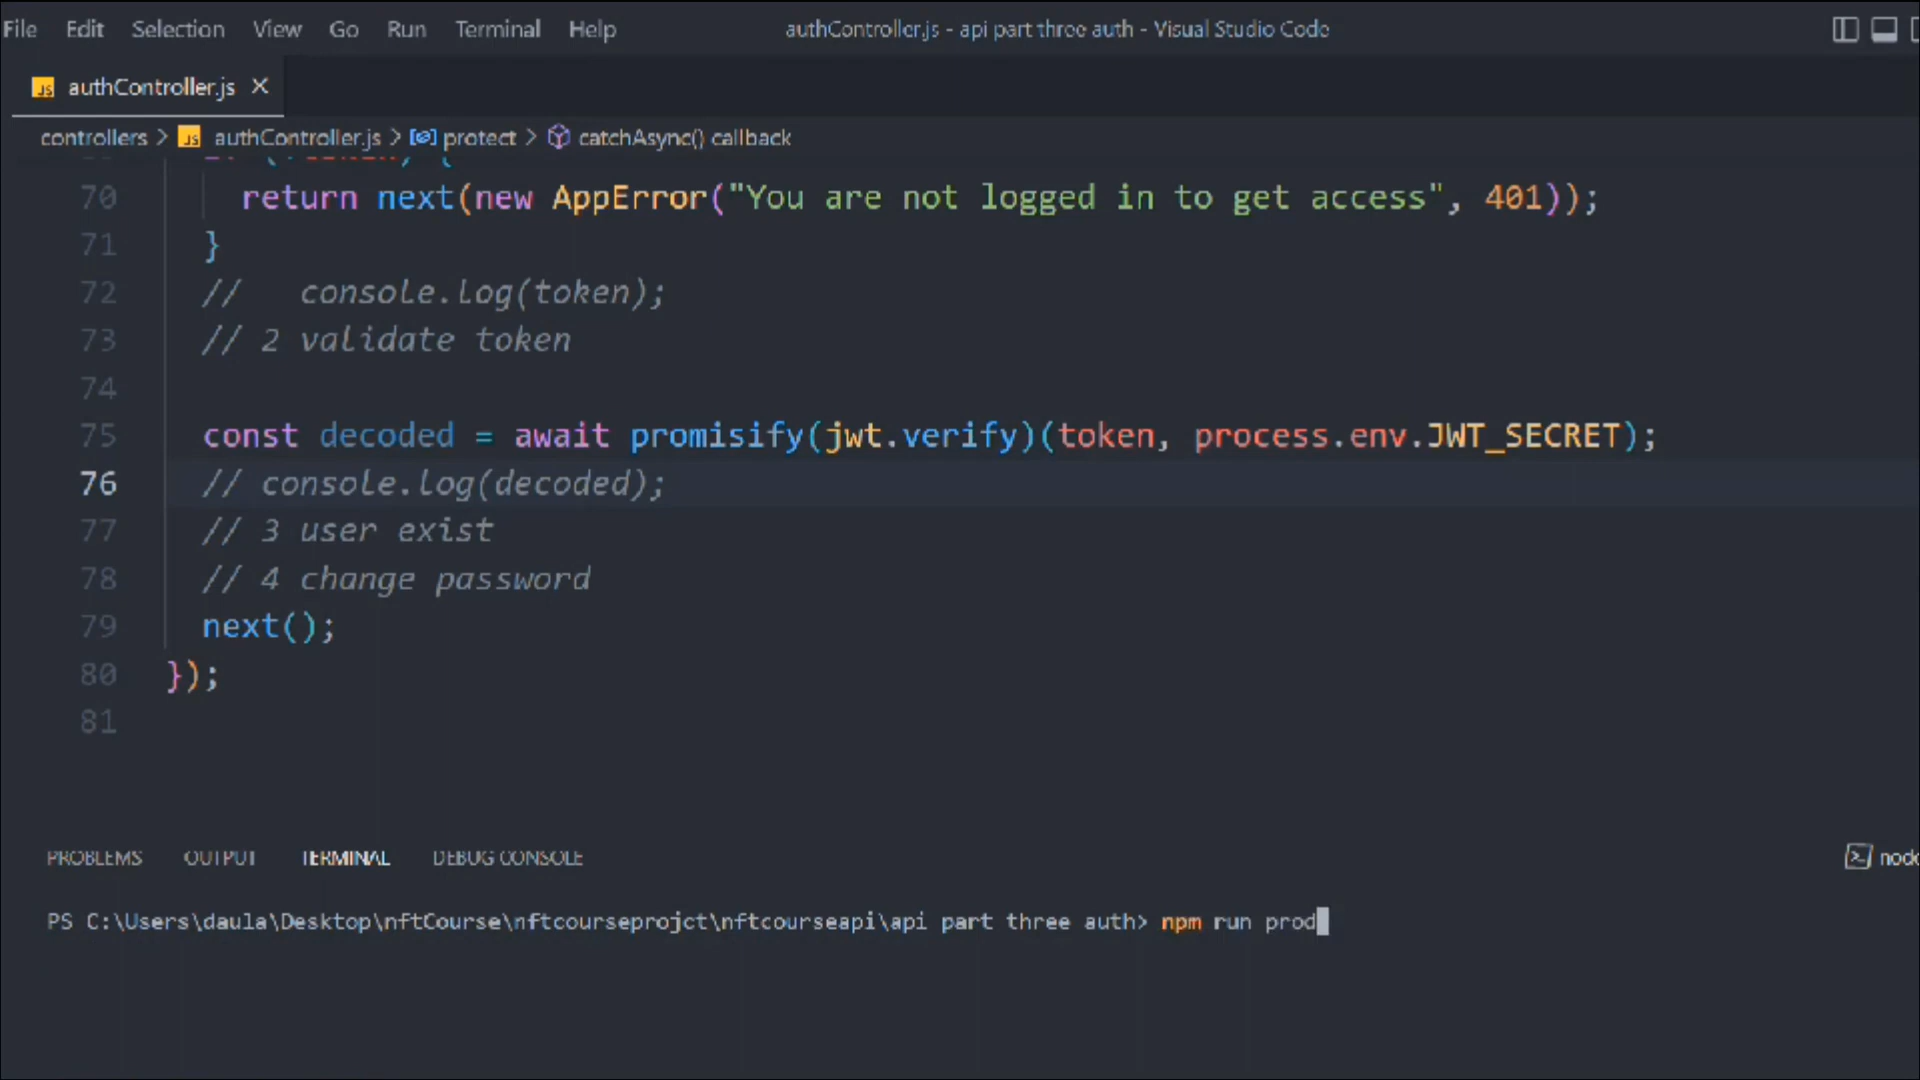 File Edit Selection View Go Run Terminal Help authController.js - api part three auth - Visual Studio Code
JS authController.js
controllers > JS authController.js > protect > catchAsync() callback
70 return next(new AppError("You are not logged in to get access", 401));
71 }
72 //   console.log(token);
73 // 2 validate token
74
75 const decoded = await promisify(jwt.verify)(token, process.env.JWT_SECRET);
76 // console.log(decoded);
77 // 3 user exist
78 // 4 change password
79 next();
80 });
81
PROBLEMS OUTPUT TERMINAL DEBUG CONSOLE node
PS C:\Users\daula\Desktop\nftCourse\nftcourseprojct\nftcourseapi\api part three auth> npm run prod